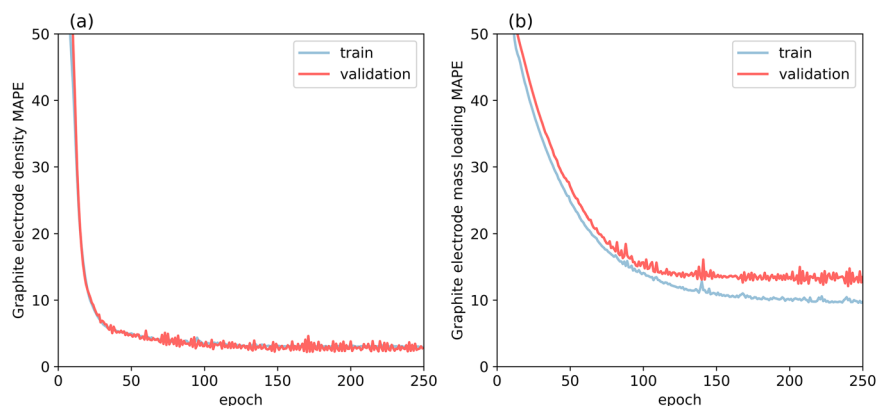 (a)
50
40
30
20
10
0
Graphite electrode density MAPE
train
validation
0 50 100 150 200 250
epoch
(b)
50
40
30
20
10
0
Graphite electrode mass loading MAPE
train
validation
0 50 100 150 200 250
epoch